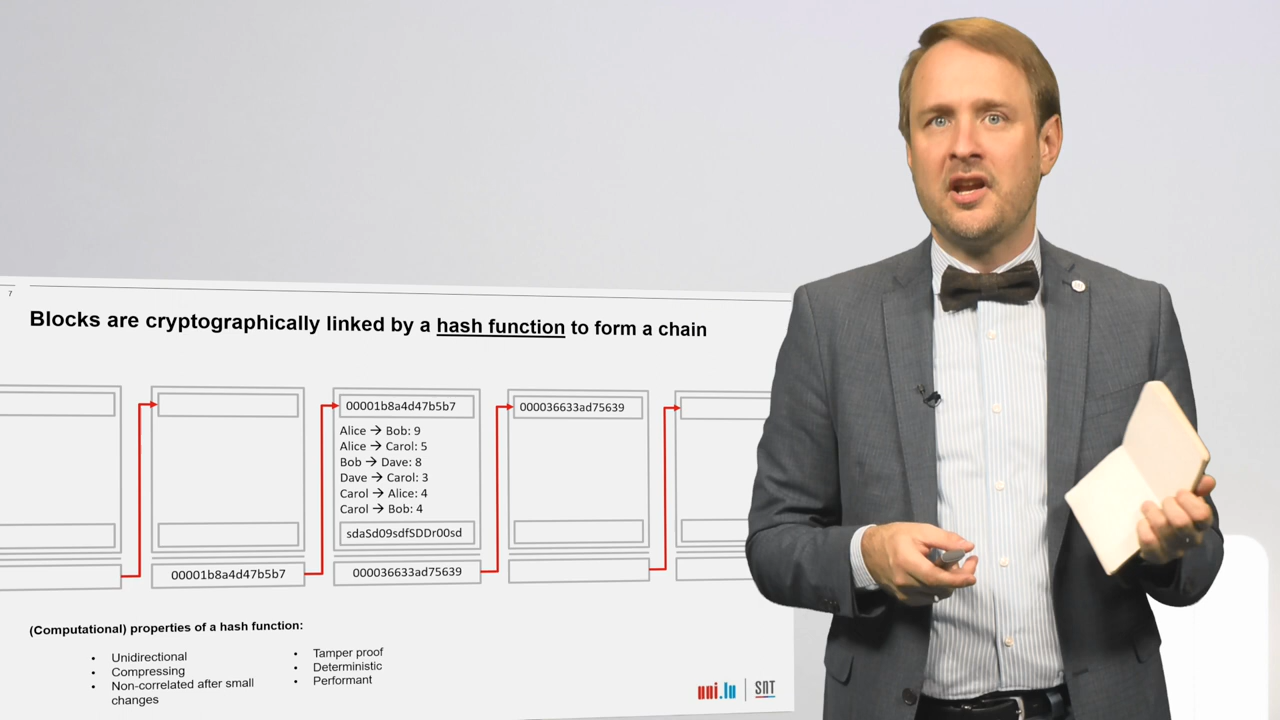 7
Blocks are cryptographically linked by a hash function to form a chain
00001b8a4d47b5b7
000036633ad75639
Alice → Bob: 9
Alice → Carol: 5
Bob → Dave: 8
Dave → Carol: 3
Carol → Alice: 4
Carol → Bob: 4
sdaSd09sdfSDDr00sd
00001b8a4d47b5b7
000036633ad75639
(Computational) properties of a hash function:
• Unidirectional
• Compressing
• Non-correlated after small
changes
• Tamper proof
• Deterministic
• Performant
uni.lu
SNT